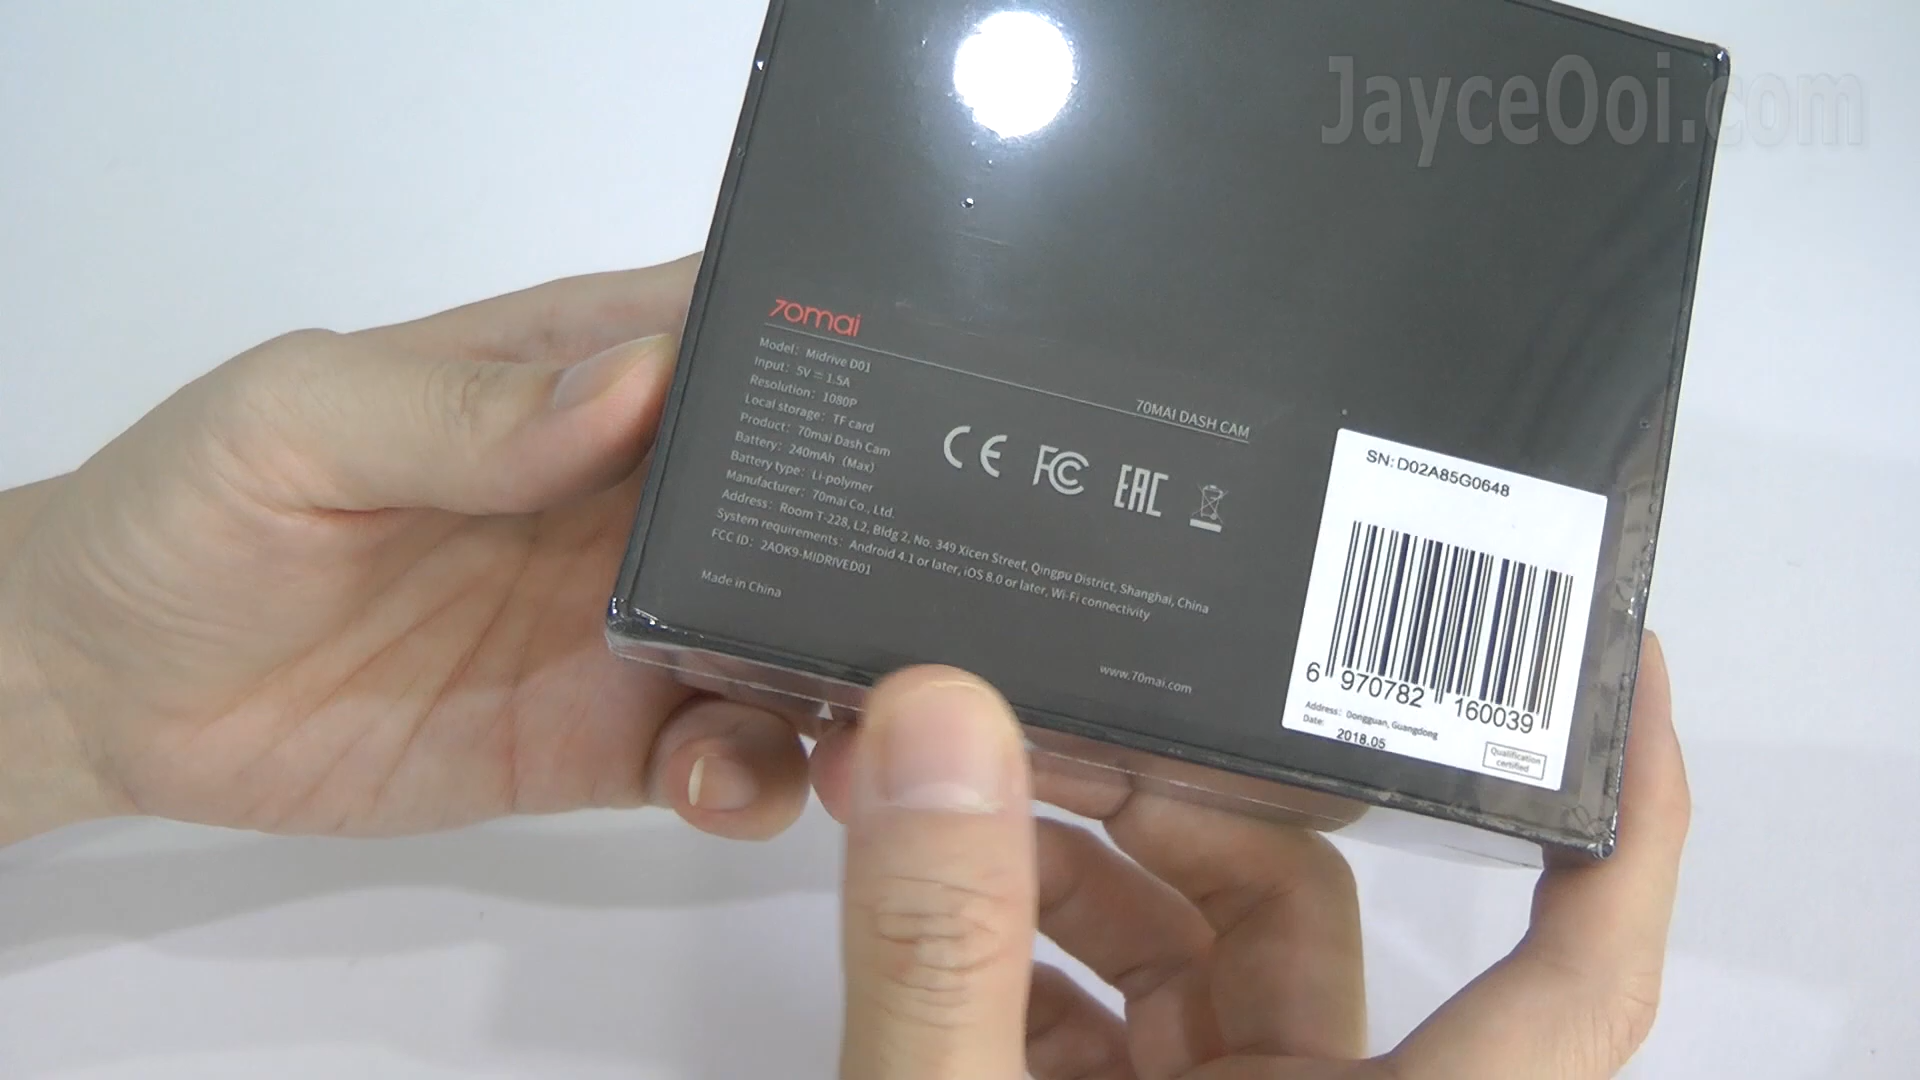 JayceOoi.com
70mai
70MAI DASH CAM
Model: Midrive D01
Input: 5V = 1.5A
Resolution: 1080P
Local storage: TF card
Product: 70mai Dash Cam
Battery: 240mAh (Max)
Battery type: Li-polymer
Manufacturer: 70mai Co., Ltd.
Address: Room T-228, L2, Bldg 2, No. 349 Xicen Street, Qingpu District, Shanghai, China
System requirements: Android 4.1 or later, iOS 8.0 or later, Wi-Fi connectivity
FCC ID: 2AOK9-MIDRIVED01
Made in China
www.70mai.com
CE FC EAC
SN: D02A85G0648
6 970782 160039
Address: Dongguan, Guangdong
Date: 2018.05
Qualification
certified